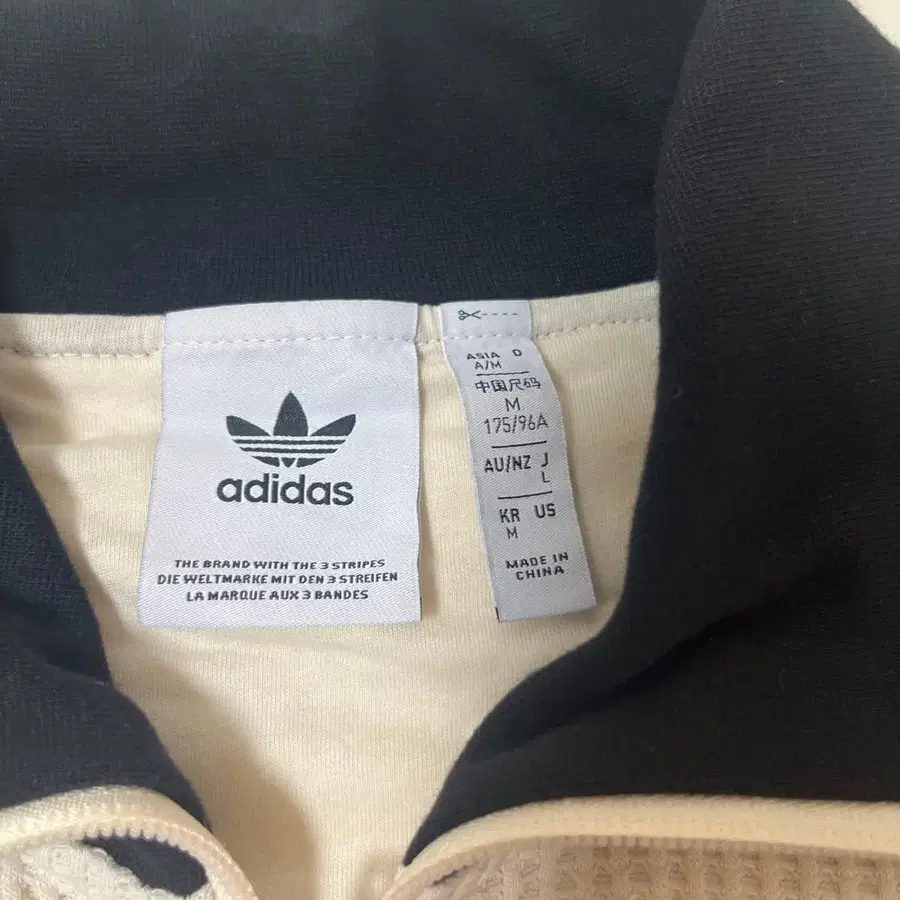 adidas
THE BRAND WITH THE 3 STRIPES
DIE WELTMARKE MIT DEN 3 STREIFEN
LA MARQUE AUX 3 BANDES
ASIA D
A/M
中国尺码
M
175/96A
AU/NZ J
L
KR US
M
MADE IN
CHINA